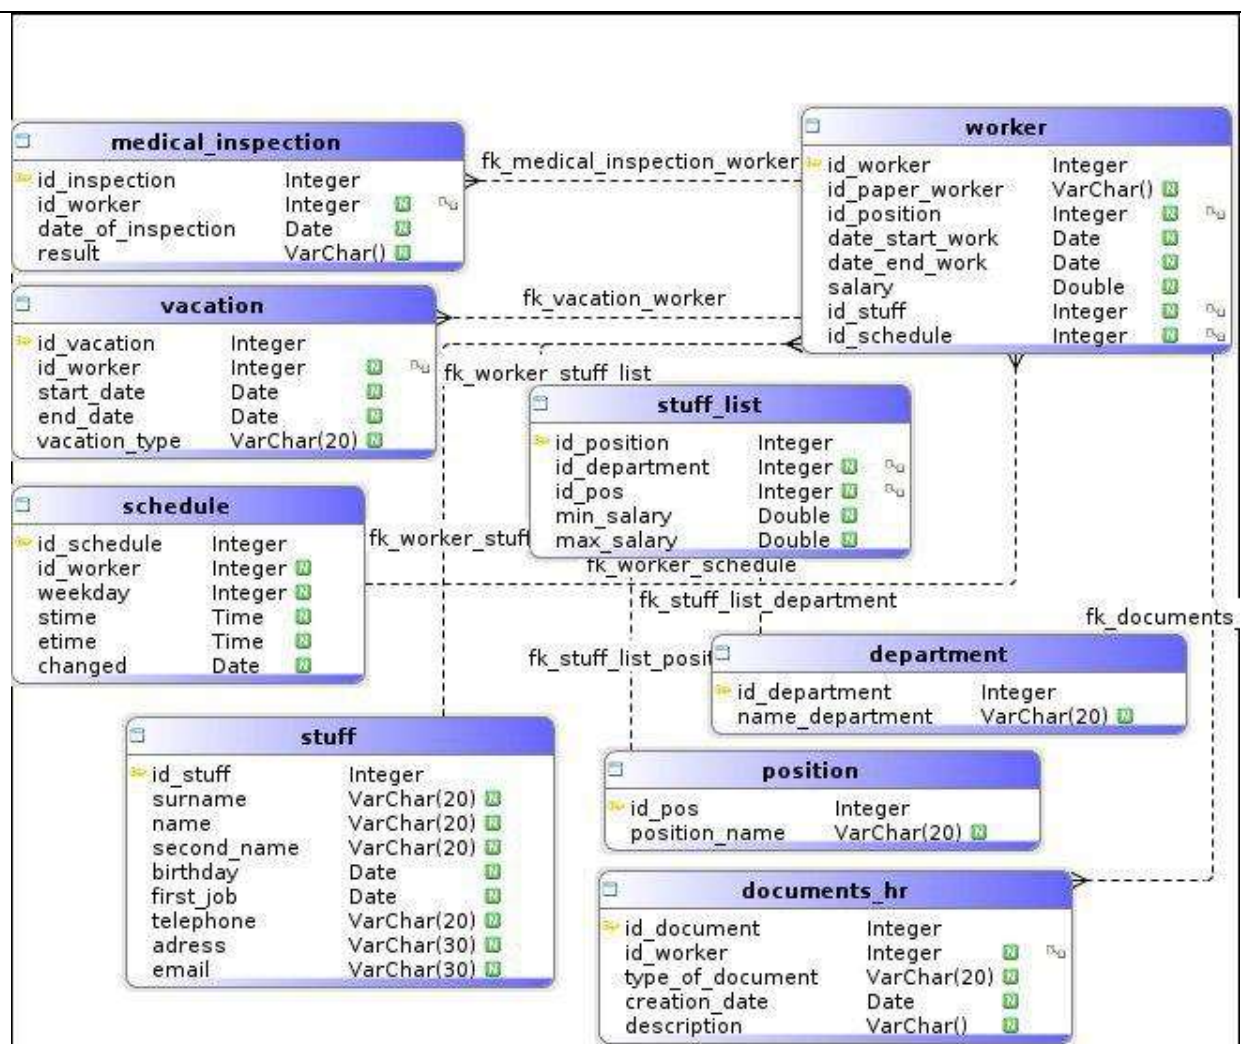 medical_inspection
id_inspection Integer
id_worker Integer N
date_of_inspection Date N
result VarChar() N
fk_medical_inspection_worker
worker
id_worker Integer
id_paper_worker VarChar() N
id_position Integer N
date_start_work Date N
date_end_work Date N
salary Double N
id_stuff Integer N
id_schedule Integer N
vacation
id_vacation Integer
id_worker Integer N
start_date Date N
end_date Date N
vacation_type VarChar(20) N
fk_vacation_worker
fk_worker_stuff_list
stuff_list
id_position Integer
id_department Integer N
id_pos Integer N
min_salary Double N
max_salary Double N
schedule
id_schedule Integer
id_worker Integer N
weekday Integer N
stime Time N
etime Time N
changed Date N
fk_worker_stuff
fk_worker_schedule
fk_stuff_list_department
fk_documents_
fk_stuff_list_posit
department
id_department Integer
name_department VarChar(20) N
stuff
id_stuff Integer
surname VarChar(20) N
name VarChar(20) N
second_name VarChar(20) N
birthday Date N
first_job Date N
telephone VarChar(20) N
adress VarChar(30) N
email VarChar(30) N
position
id_pos Integer
position_name VarChar(20) N
documents_hr
id_document Integer
id_worker Integer N
type_of_document VarChar(20) N
creation_date Date N
description VarChar() N